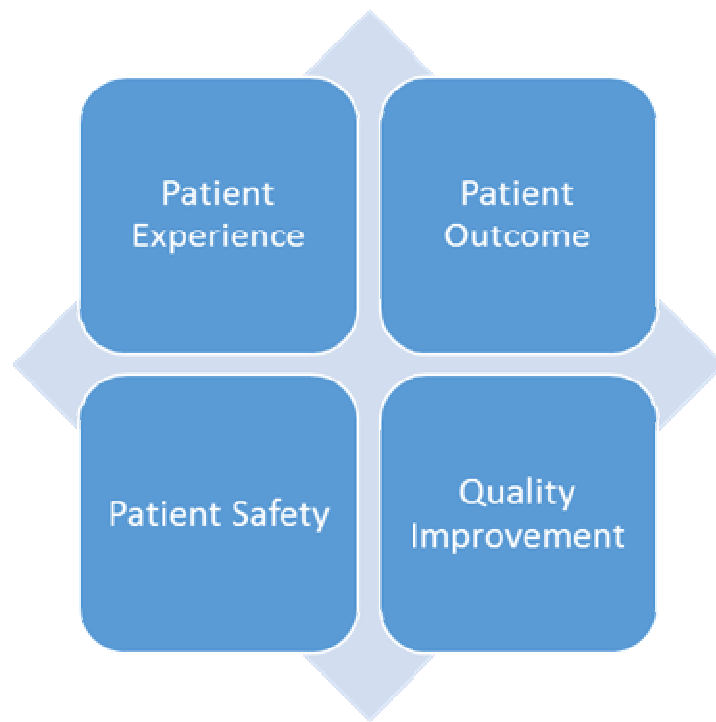 Patient
Experience
Patient
Outcome
Patient Safety
Quality
Improvement